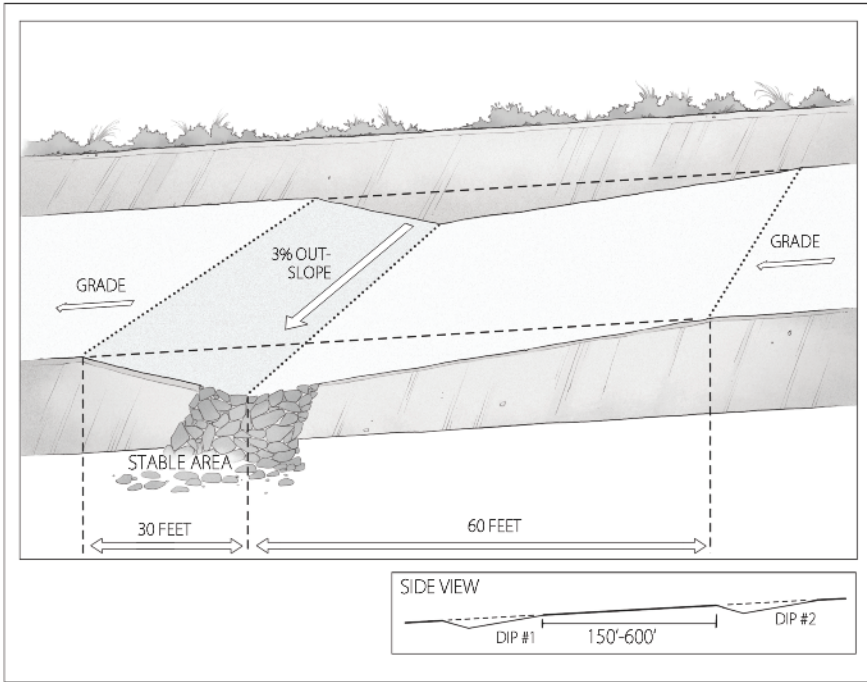 3% OUT-
SLOPE
GRADE
GRADE
STABLE AREA
30 FEET
60 FEET
SIDE VIEW
DIP #1
150'-600'
DIP #2